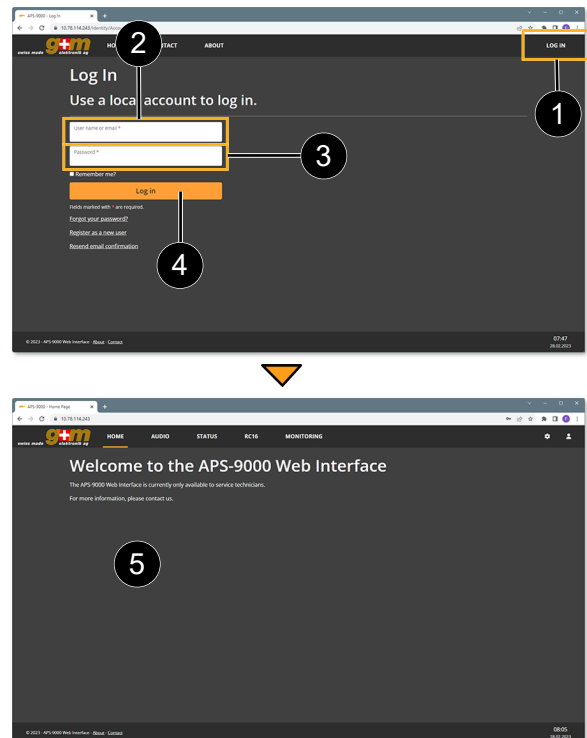 APS-9000 - Log In
10.78.114.243/Identity/Acco
swiss made g+m elektronik ag
HO
NTACT
ABOUT
LOG IN
2
1
Log In
Use a local account to log in.
User name or email *
Password *
3
Remember me?
Log in
Fields marked with * are required.
Forgot your password?
Register as a new user
Resend email confirmation
4
© 2023 - APS-9000 Web Interface - About - Contact
07:47
28.02.2023
APS-9000 - Home Page
10.78.114.243
swiss made g+m elektronik ag
HOME
AUDIO
STATUS
RC16
MONITORING
Welcome to the APS-9000 Web Interface
The APS-9000 Web Interface is currently only available to service technicians.
For more information, please contact us.
5
© 2023 - APS-9000 Web Interface - About - Contact
08:05
28.02.2023